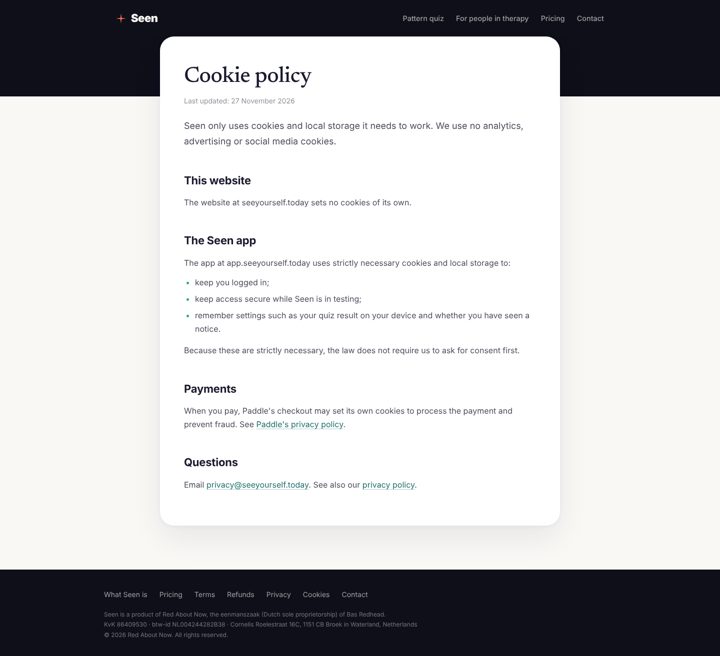 Seen
Pattern quiz
For people in therapy
Pricing
Contact
Cookie policy
Last updated: 27 November 2026
Seen only uses cookies and local storage it needs to work. We use no analytics,
advertising or social media cookies.
This website
The website at seeyourself.today sets no cookies of its own.
The Seen app
The app at app.seeyourself.today uses strictly necessary cookies and local storage to:
• keep you logged in;
• keep access secure while Seen is in testing;
• remember settings such as your quiz result on your device and whether you have seen a
notice.
Because these are strictly necessary, the law does not require us to ask for consent first.
Payments
When you pay, Paddle's checkout may set its own cookies to process the payment and
prevent fraud. See Paddle's privacy policy.
Questions
Email privacy@seeyourself.today. See also our privacy policy.
What Seen is
Pricing
Terms
Refunds
Privacy
Cookies
Contact
Seen is a product of Red About Now, the eenmanszaak (Dutch sole proprietorship) of Bas Redhead.
KvK 86409530 · btw-id NL004244282B38 · Cornelis Roelestraat 16C, 1151 CB Broek in Waterland, Netherlands
© 2026 Red About Now. All rights reserved.